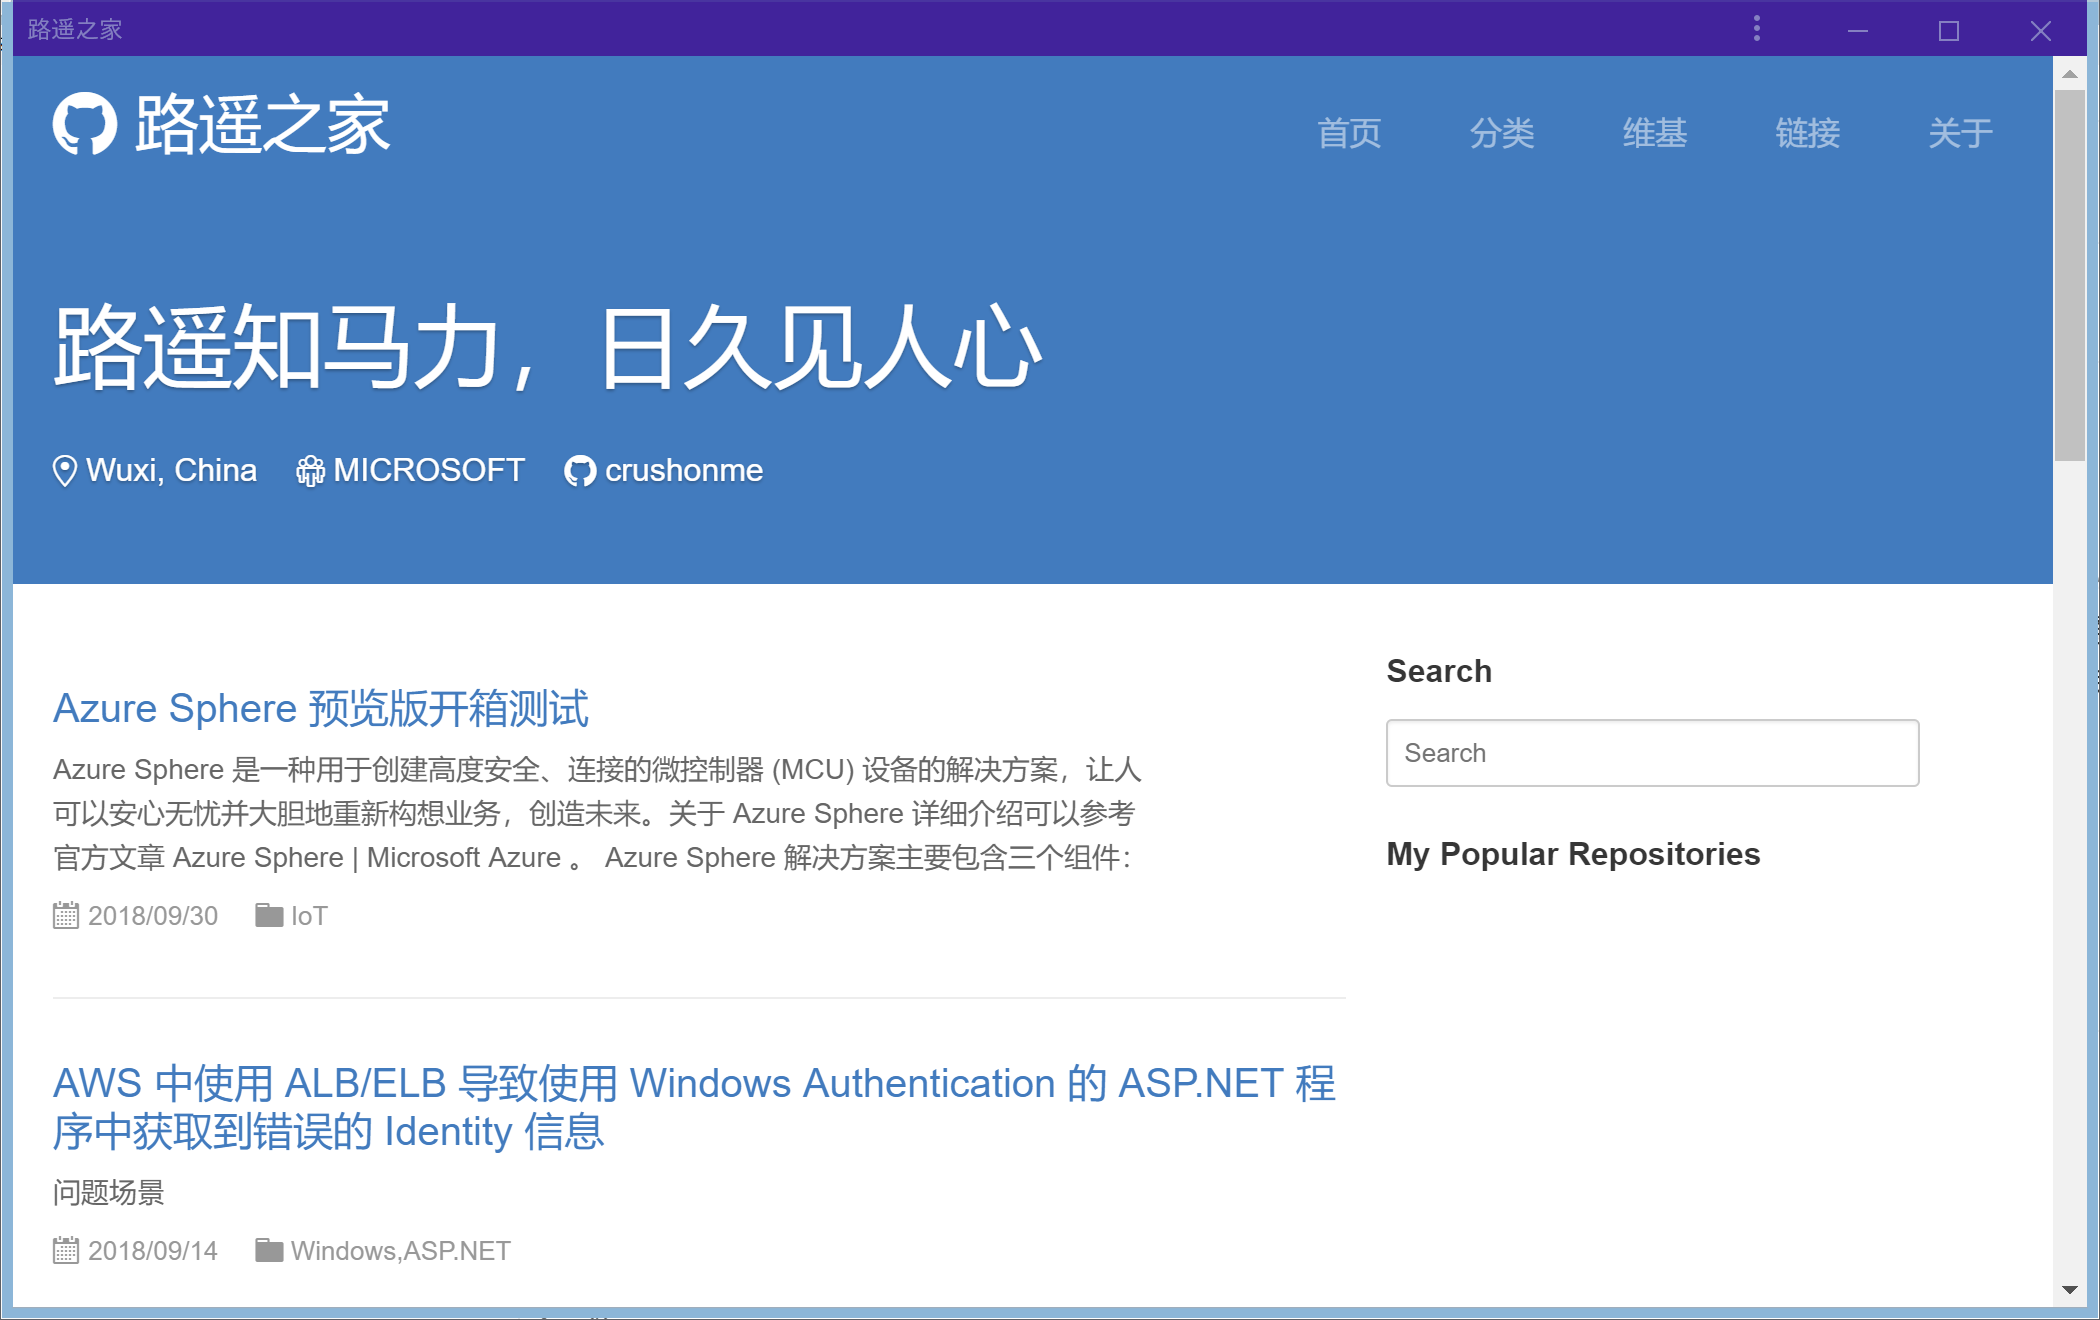 路遥之家
路遥之家
首页 分类 维基 链接 关于
路遥知马力，日久见人心
Wuxi, China MICROSOFT crushonme
Azure Sphere 预览版开箱测试
Azure Sphere 是一种用于创建高度安全、连接的微控制器 (MCU) 设备的解决方案，让人
可以安心无忧并大胆地重新构想业务，创造未来。关于 Azure Sphere 详细介绍可以参考
官方文章 Azure Sphere | Microsoft Azure 。 Azure Sphere 解决方案主要包含三个组件：
2018/09/30 IoT
AWS 中使用 ALB/ELB 导致使用 Windows Authentication 的 ASP.NET 程
序中获取到错误的 Identity 信息
问题场景
2018/09/14 Windows,ASP.NET
Search
Search
My Popular Repositories